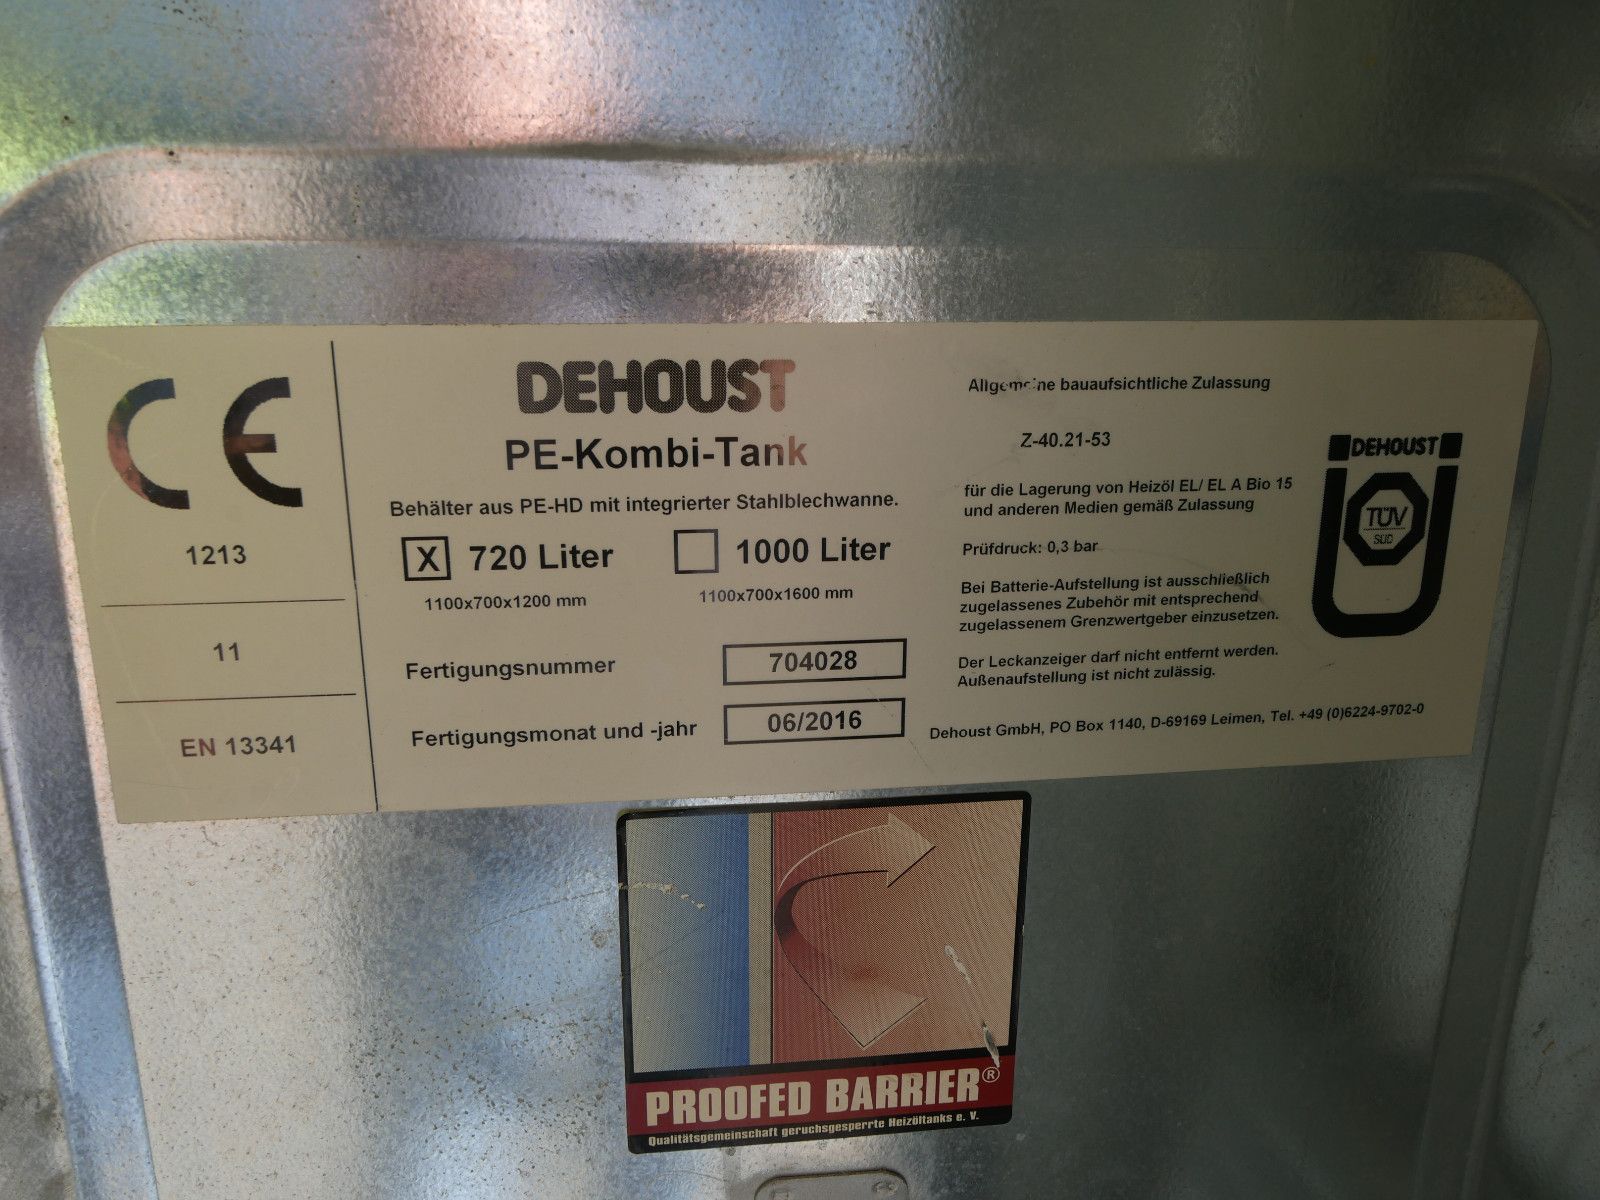 CE
1213
11
EN 13341
DEHOUST
PE-Kombi-Tank
Behälter aus PE-HD mit integrierter Stahlblechwanne.
X 720 Liter 1000 Liter
1100x700x1200 mm 1100x700x1600 mm
Fertigungsnummer 704028
Fertigungsmonat und -jahr 06/2016
Allgemeine bauaufsichtliche Zulassung
Z-40.21-53
für die Lagerung von Heizöl EL/ EL A Bio 15
und anderen Medien gemäß Zulassung
Prüfdruck: 0,3 bar
Bei Batterie-Aufstellung ist ausschließlich
zugelassenes Zubehör mit entsprechend
zugelassenem Grenzwertgeber einzusetzen.
Der Leckanzeiger darf nicht entfernt werden.
Außenaufstellung ist nicht zulässig.
Dehoust GmbH, PO Box 1140, D-69169 Leimen, Tel. +49 (0)6224-9702-0
DEHOUST
TÜV
SÜD
PROOFED BARRIER®
Qualitätsgemeinschaft geruchsgesperrte Heizöltanks e. V.